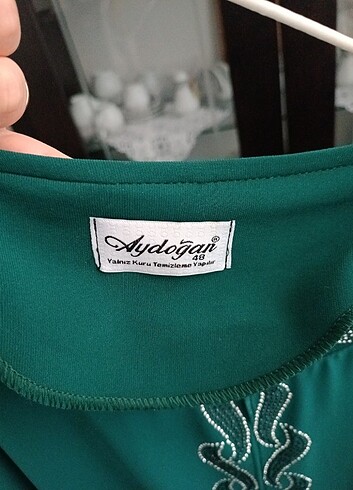 Aydoğan®
48
Yalnız Kuru Temizleme Yapılır